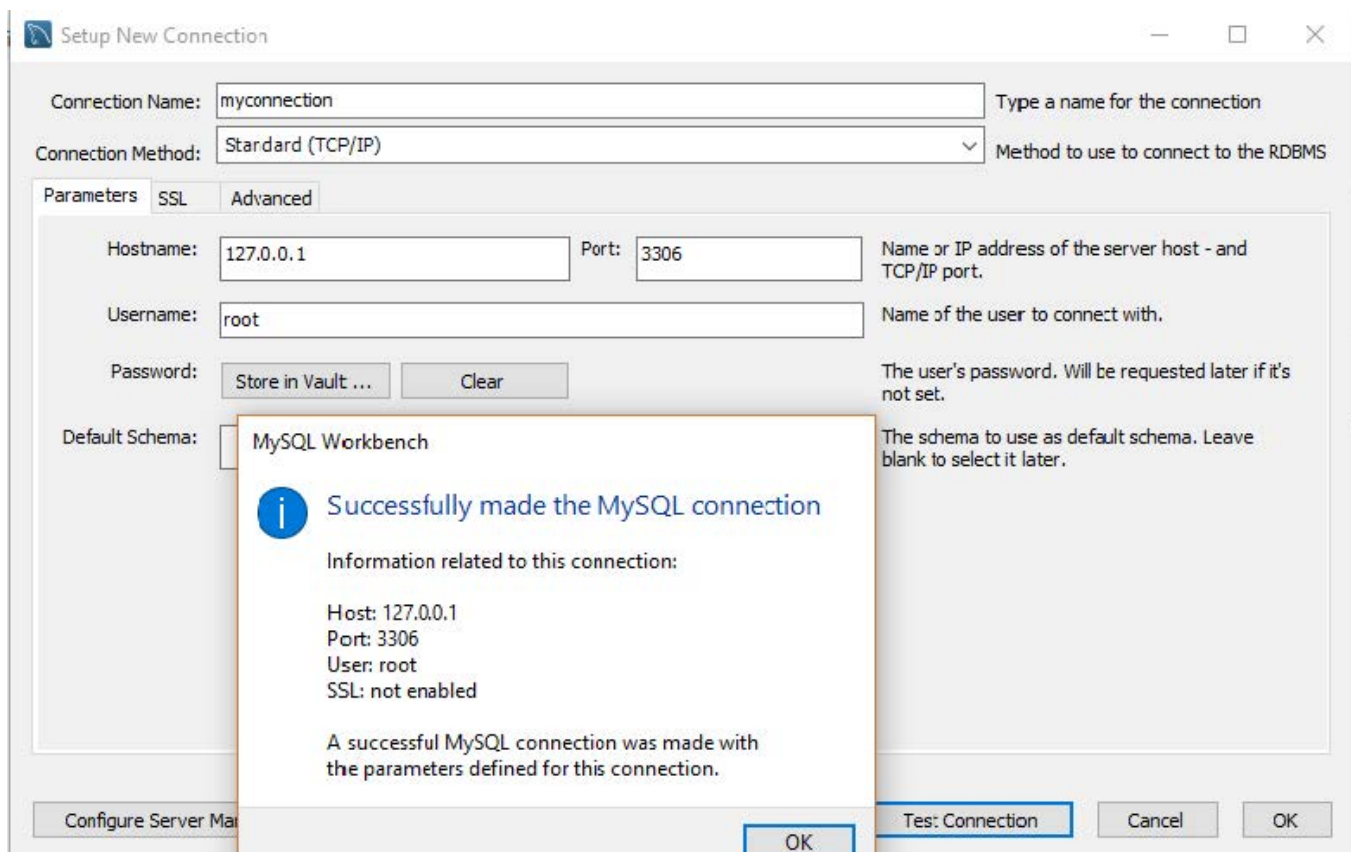 Setup New Connection
Connection Name: myconnection Type a name for the connection
Connection Method: Standard (TCP/IP) Method to use to connect to the RDBMS
Parameters SSL Advanced
Hostname: 127.0.0.1 Port: 3306 Name or IP address of the server host - and
TCP/IP port.
Username: root Name of the user to connect with.
Password: Store in Vault ... Clear The user's password. Will be requested later if it's
not set.
Default Schema: The schema to use as default schema. Leave
blank to select it later.
MySQL Workbench
Successfully made the MySQL connection
Information related to this connection:
Host: 127.0.0.1
Port: 3306
User: root
SSL: not enabled
A successful MySQL connection was made with
the parameters defined for this connection.
Configure Server Test Connection Cancel OK
OK